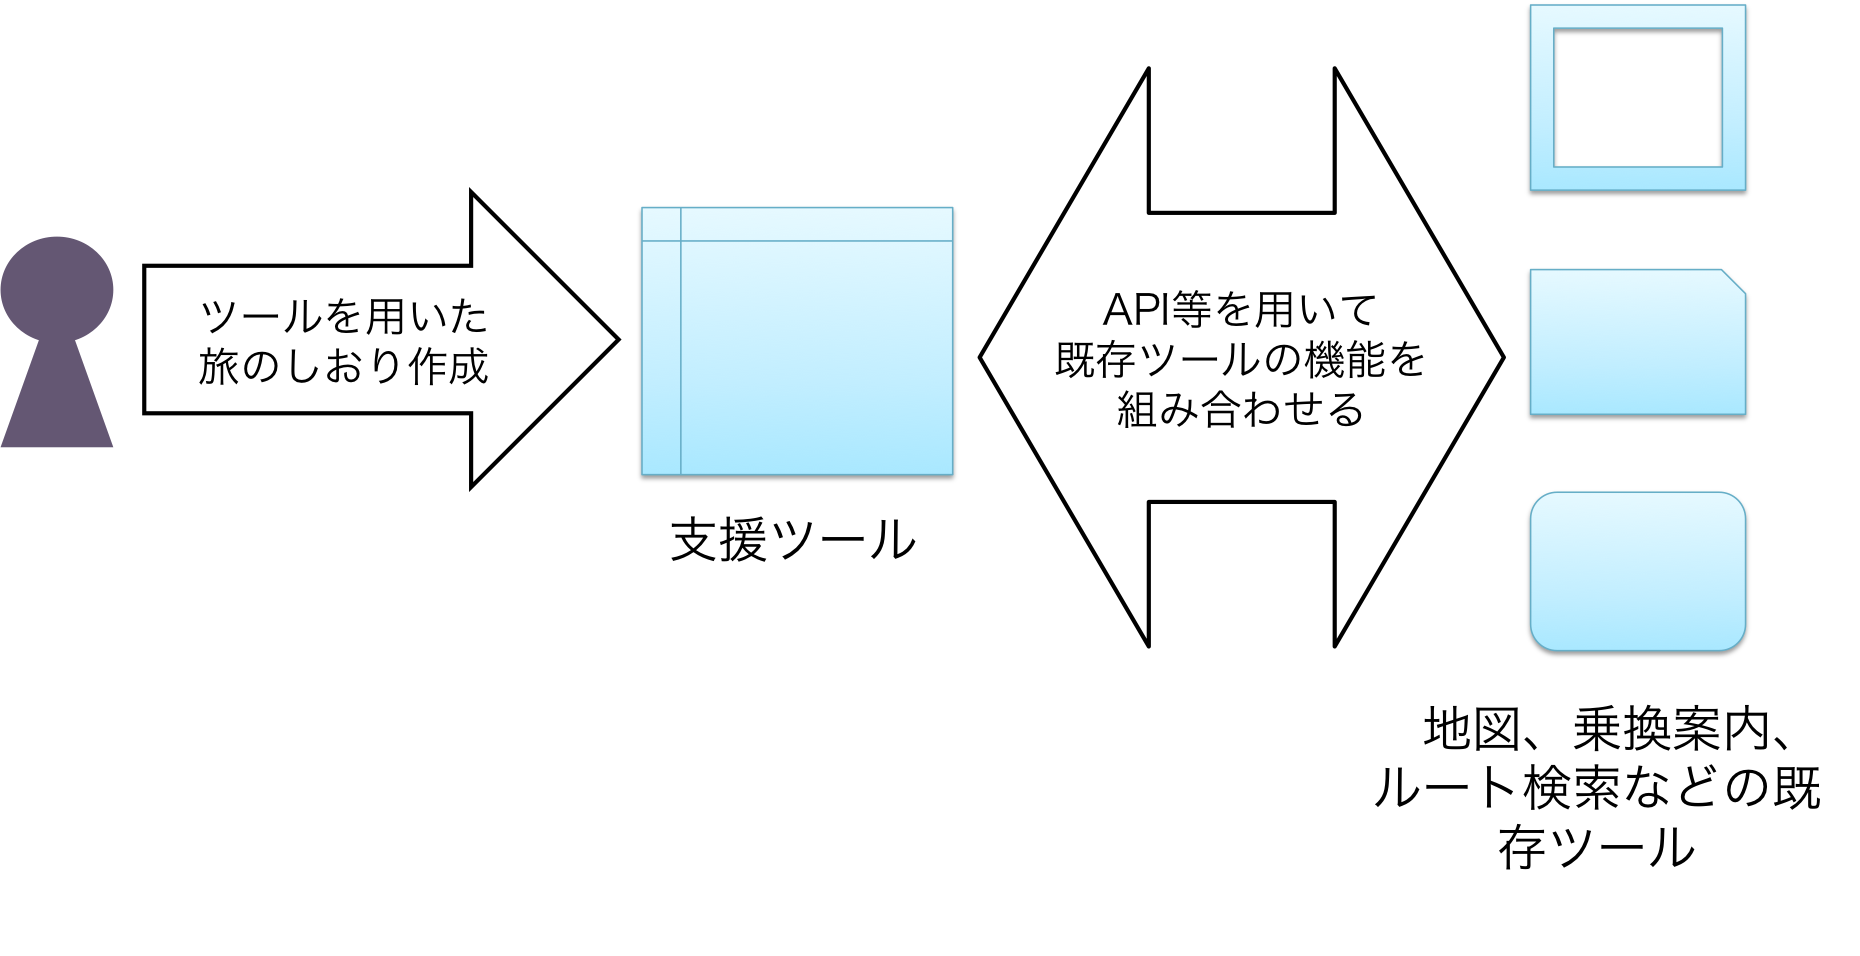 ツールを用いた
旅のしおり作成
支援ツール
API等を用いて
既存ツールの機能を
組み合わせる
地図、乗換案内、
ルート検索などの既
存ツール